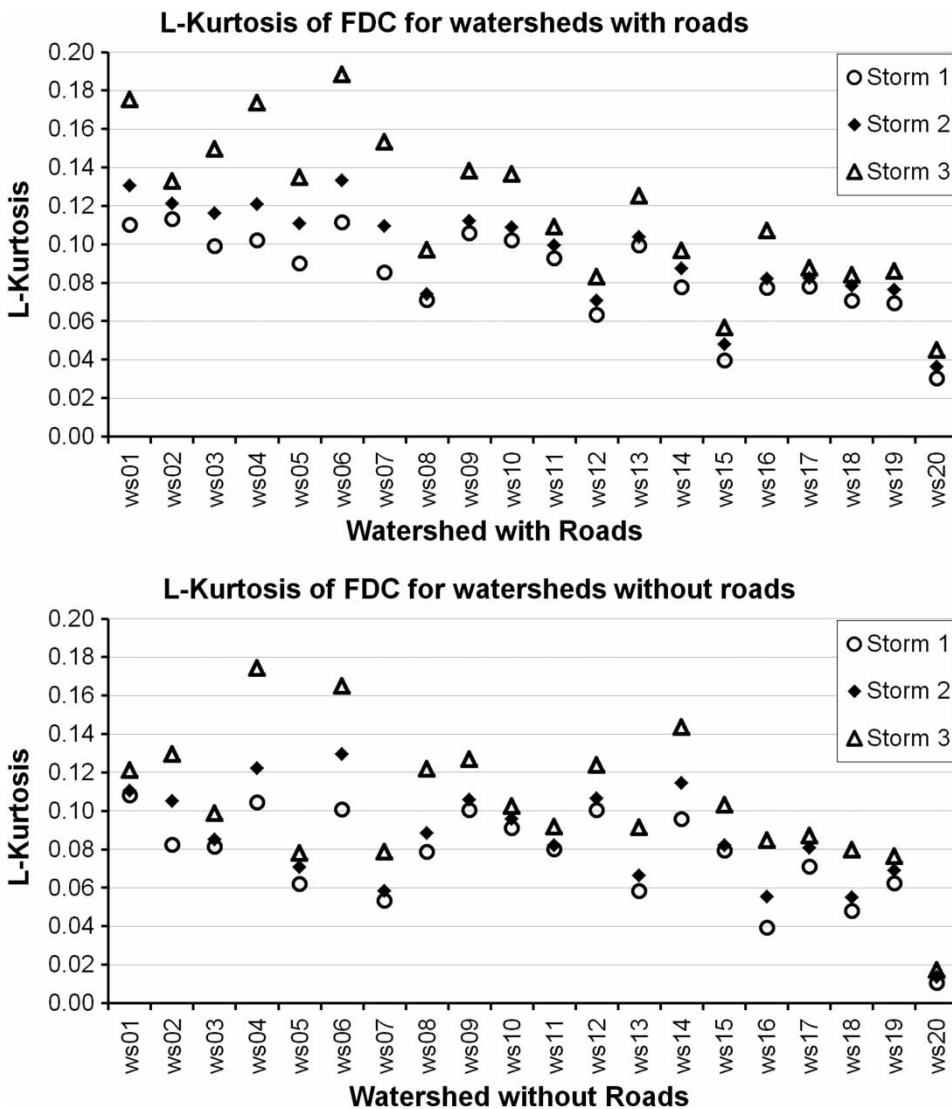 L-Kurtosis of FDC for watersheds with roads
0.20
0.18
0.16
0.14
0.12
0.10
0.08
0.06
0.04
0.02
0.00
L-Kurtosis
Storm 1
Storm 2
Storm 3
ws01
ws02
ws03
ws04
ws05
ws06
ws07
ws08
ws09
ws10
ws11
ws12
ws13
ws14
ws15
ws16
ws17
ws18
ws19
ws20
Watershed with Roads
L-Kurtosis of FDC for watersheds without roads
0.20
0.18
0.16
0.14
0.12
0.10
0.08
0.06
0.04
0.02
0.00
L-Kurtosis
Storm 1
Storm 2
Storm 3
ws01
ws02
ws03
ws04
ws05
ws06
ws07
ws08
ws09
ws10
ws11
ws12
ws13
ws14
ws15
ws16
ws17
ws18
ws19
ws20
Watershed without Roads